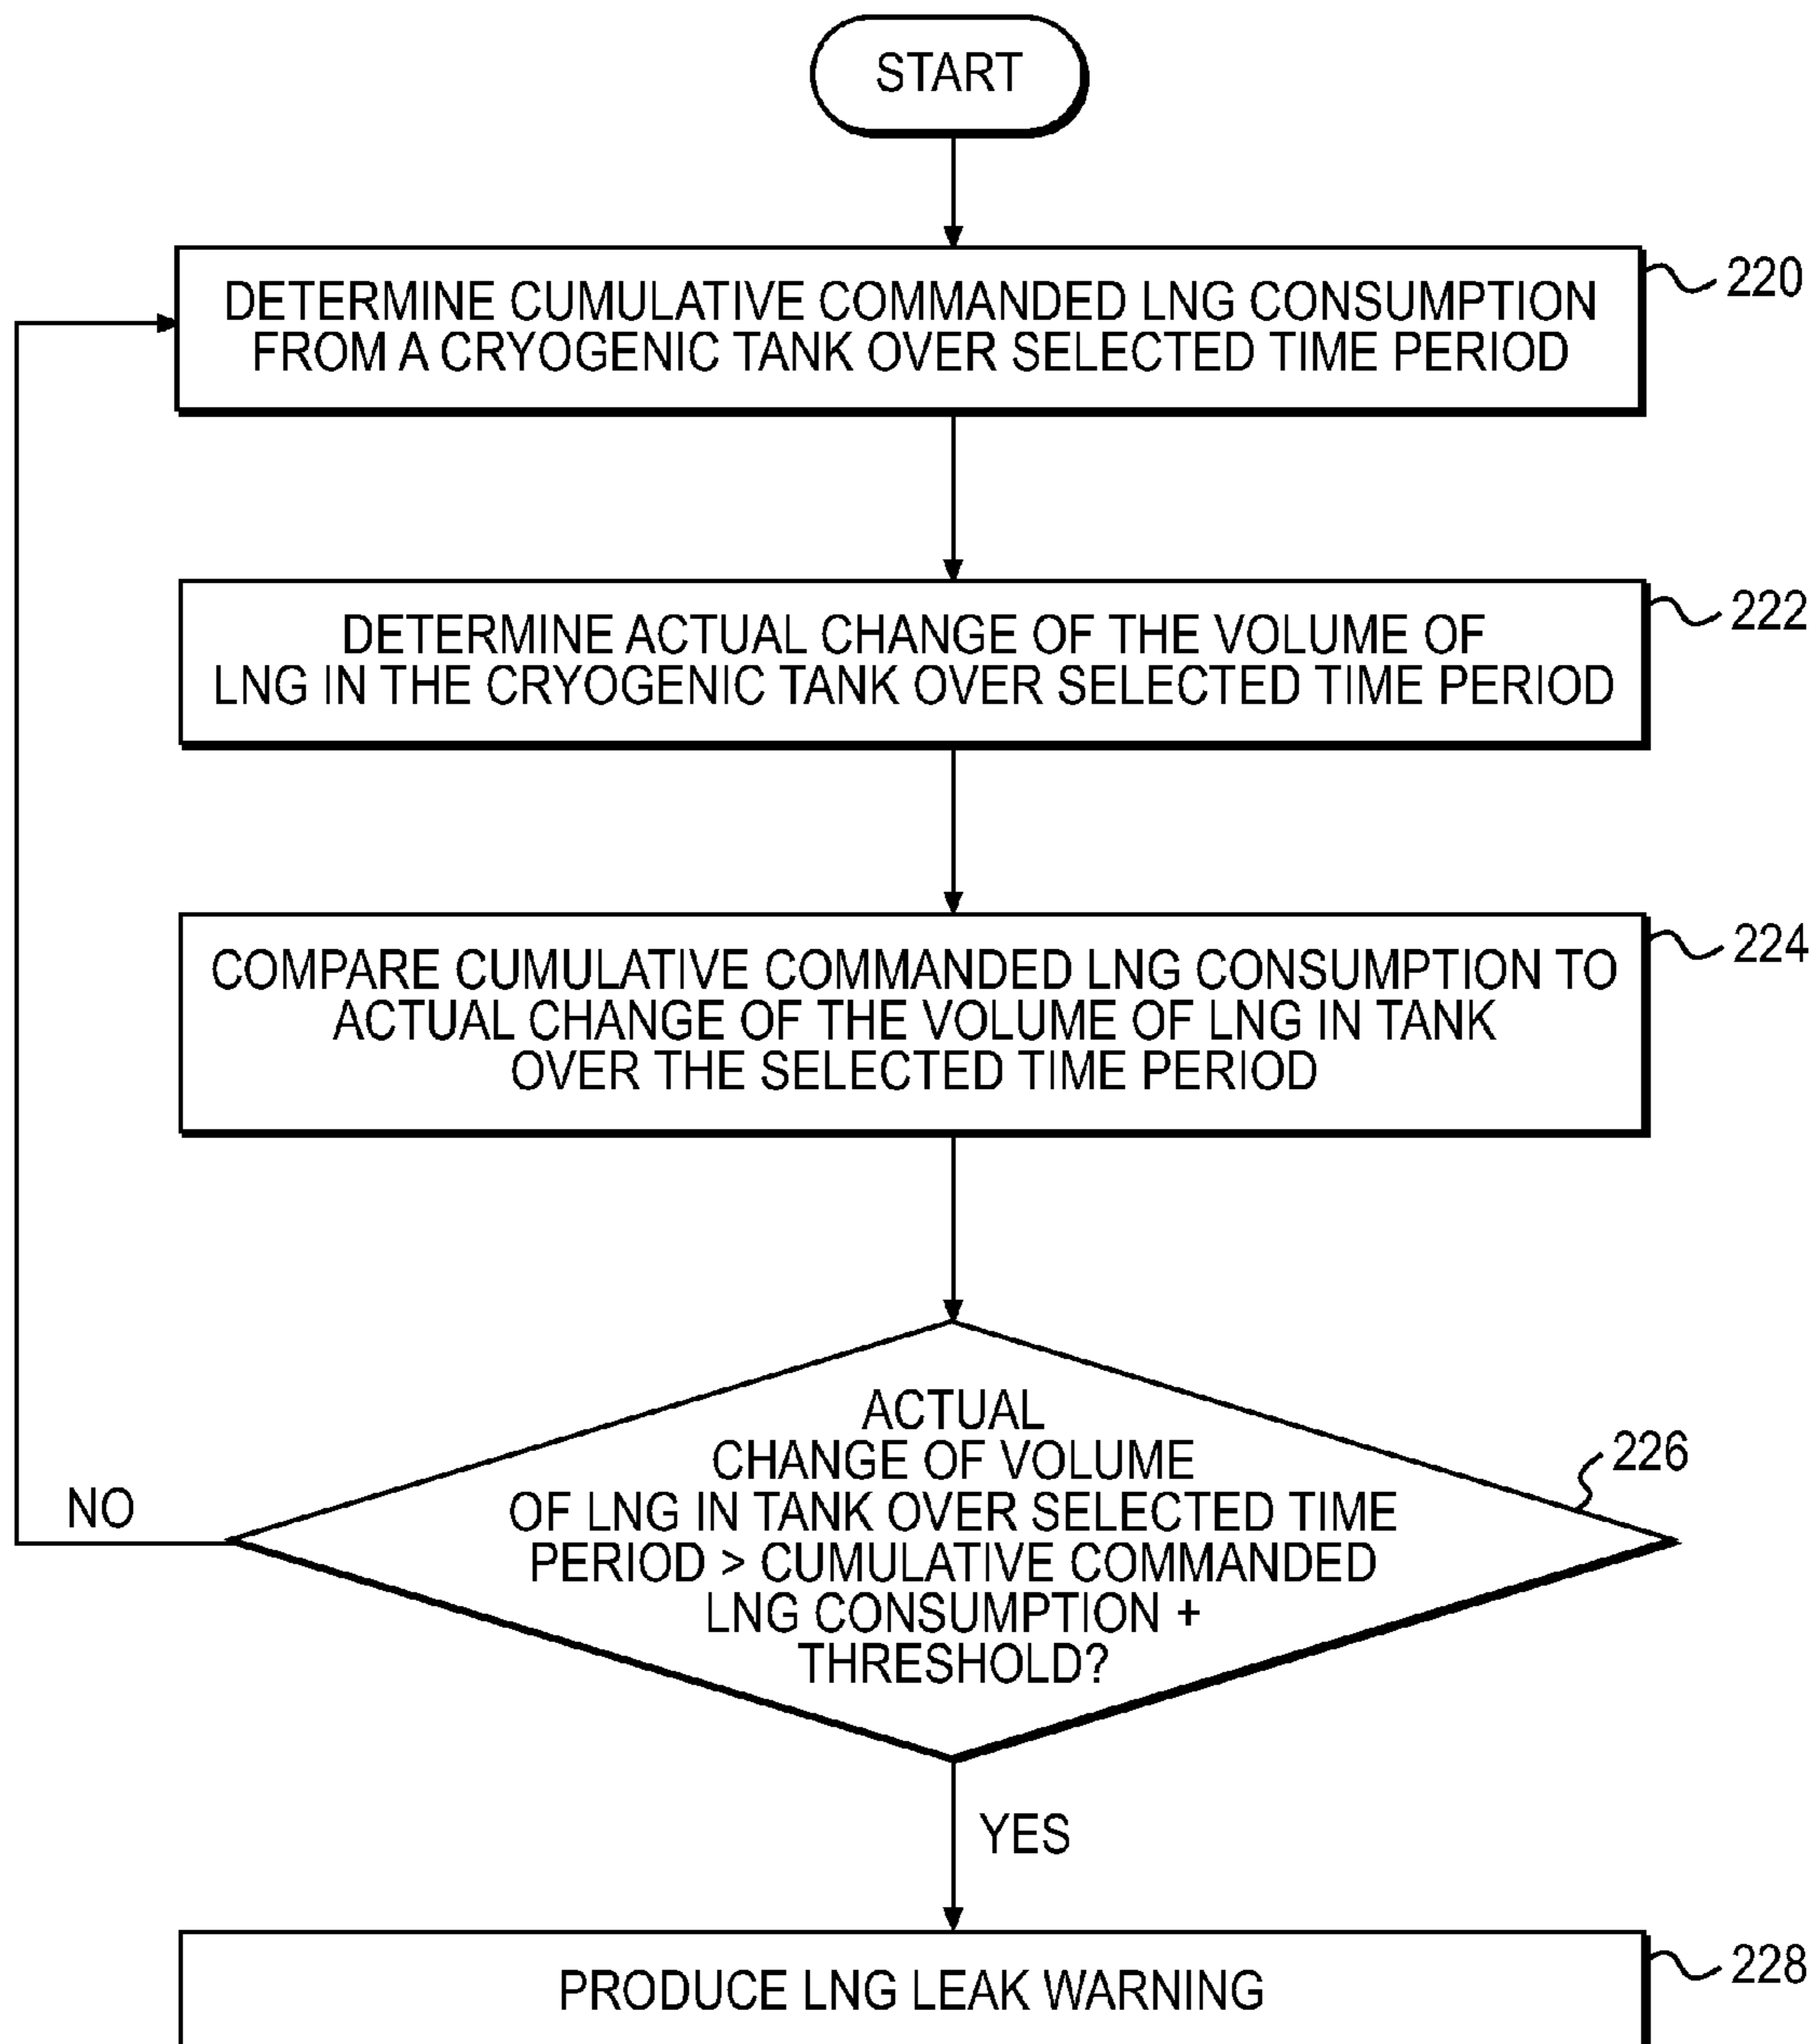 START
DETERMINE CUMULATIVE COMMANDED LNG CONSUMPTION
FROM A CRYOGENIC TANK OVER SELECTED TIME PERIOD
220
DETERMINE ACTUAL CHANGE OF THE VOLUME OF
LNG IN THE CRYOGENIC TANK OVER SELECTED TIME PERIOD
222
COMPARE CUMULATIVE COMMANDED LNG CONSUMPTION TO
ACTUAL CHANGE OF THE VOLUME OF LNG IN TANK
OVER THE SELECTED TIME PERIOD
224
ACTUAL
CHANGE OF VOLUME
OF LNG IN TANK OVER SELECTED TIME
PERIOD > CUMULATIVE COMMANDED
LNG CONSUMPTION +
THRESHOLD?
226
NO
YES
PRODUCE LNG LEAK WARNING
228